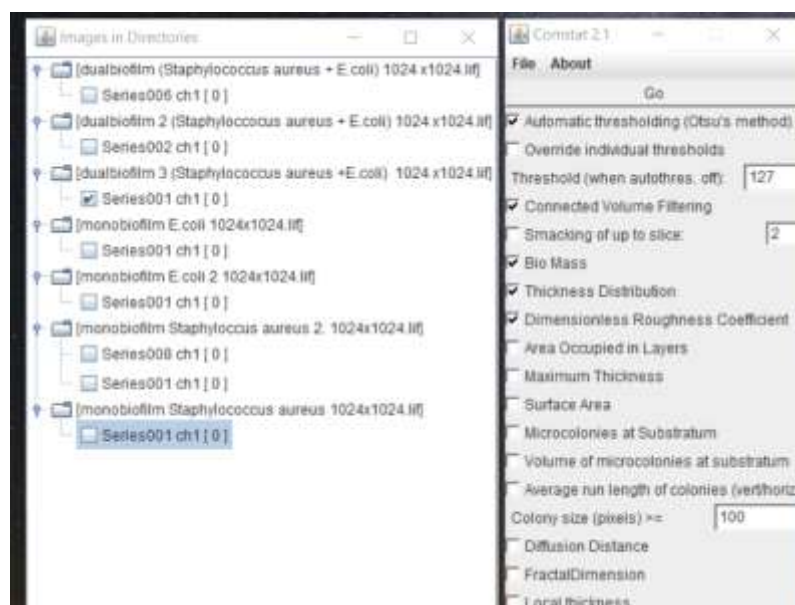 Images in Directories
[dualbiofilm (Staphylococcus aureus + E.coli) 1024 x1024.lif]
Series006 ch1 [ 0 ]
[dualbiofilm 2 (Staphyloccocus aureus + E.coli) 1024 x1024.lif]
Series002 ch1 [ 0 ]
[dualbiofilm 3 (Staphylococcus aureus +E.coli) 1024 x1024.lif]
Series001 ch1 [ 0 ]
[monobiofilm E.coli 1024x1024.lif]
Series001 ch1 [ 0 ]
[monobiofilm E.coli 2 1024x1024.lif]
Series001 ch1 [ 0 ]
[monobiofilm Staphyloccus aureus 2. 1024x1024.lif]
Series008 ch1 [ 0 ]
Series001 ch1 [ 0 ]
[monobiofilm Staphylococcus aureus 1024x1024.lif]
Series001 ch1 [ 0 ]
Comstat 2.1
File About
Go
Automatic thresholding (Otsu's method)
Override individual thresholds
Threshold (when autothres. off): 127
Connected Volume Filtering
Smacking of up to slice: 2
Bio Mass
Thickness Distribution
Dimensionless Roughness Coefficient
Area Occupied in Layers
Maximum Thickness
Surface Area
Microcolonies at Substratum
Volume of microcolonies at substratum
Average run length of colonies (vert/horiz
Colony size (pixels) >= 100
Diffusion Distance
FractalDimension
Local thickness